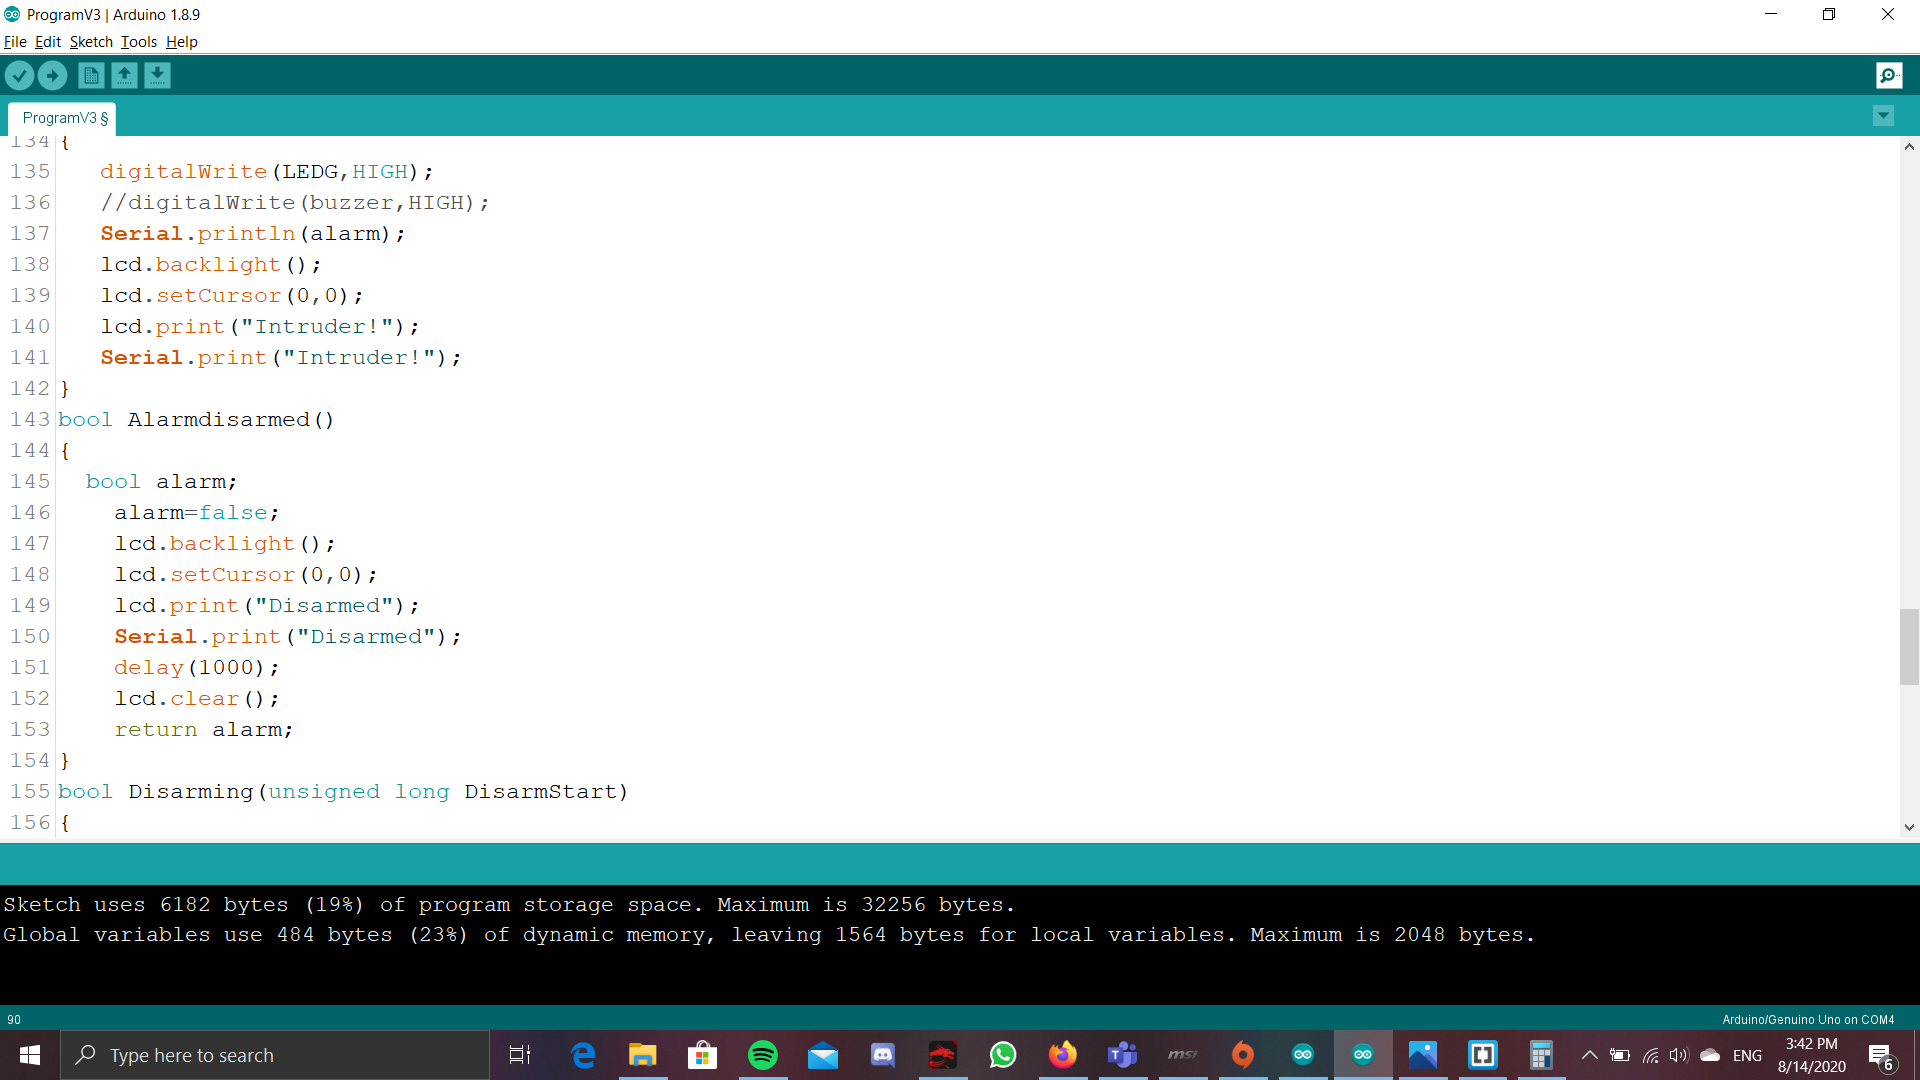 ProgramV3 | Arduino 1.8.9
File Edit Sketch Tools Help
ProgramV3 §
134 {
135 digitalWrite(LEDG,HIGH);
136 //digitalWrite(buzzer,HIGH);
137 Serial.println(alarm);
138 lcd.backlight();
139 lcd.setCursor(0,0);
140 lcd.print("Intruder!");
141 Serial.print("Intruder!");
142 }
143 bool Alarmdisarmed()
144 {
145 bool alarm;
146 alarm=false;
147 lcd.backlight();
148 lcd.setCursor(0,0);
149 lcd.print("Disarmed");
150 Serial.print("Disarmed");
151 delay(1000);
152 lcd.clear();
153 return alarm;
154 }
155 bool Disarming(unsigned long DisarmStart)
156 {
Sketch uses 6182 bytes (19%) of program storage space. Maximum is 32256 bytes.
Global variables use 484 bytes (23%) of dynamic memory, leaving 1564 bytes for local variables. Maximum is 2048 bytes.
90
Arduino/Genuino Uno on COM4
Type here to search
msi
ENG
3:42 PM
8/14/2020
6